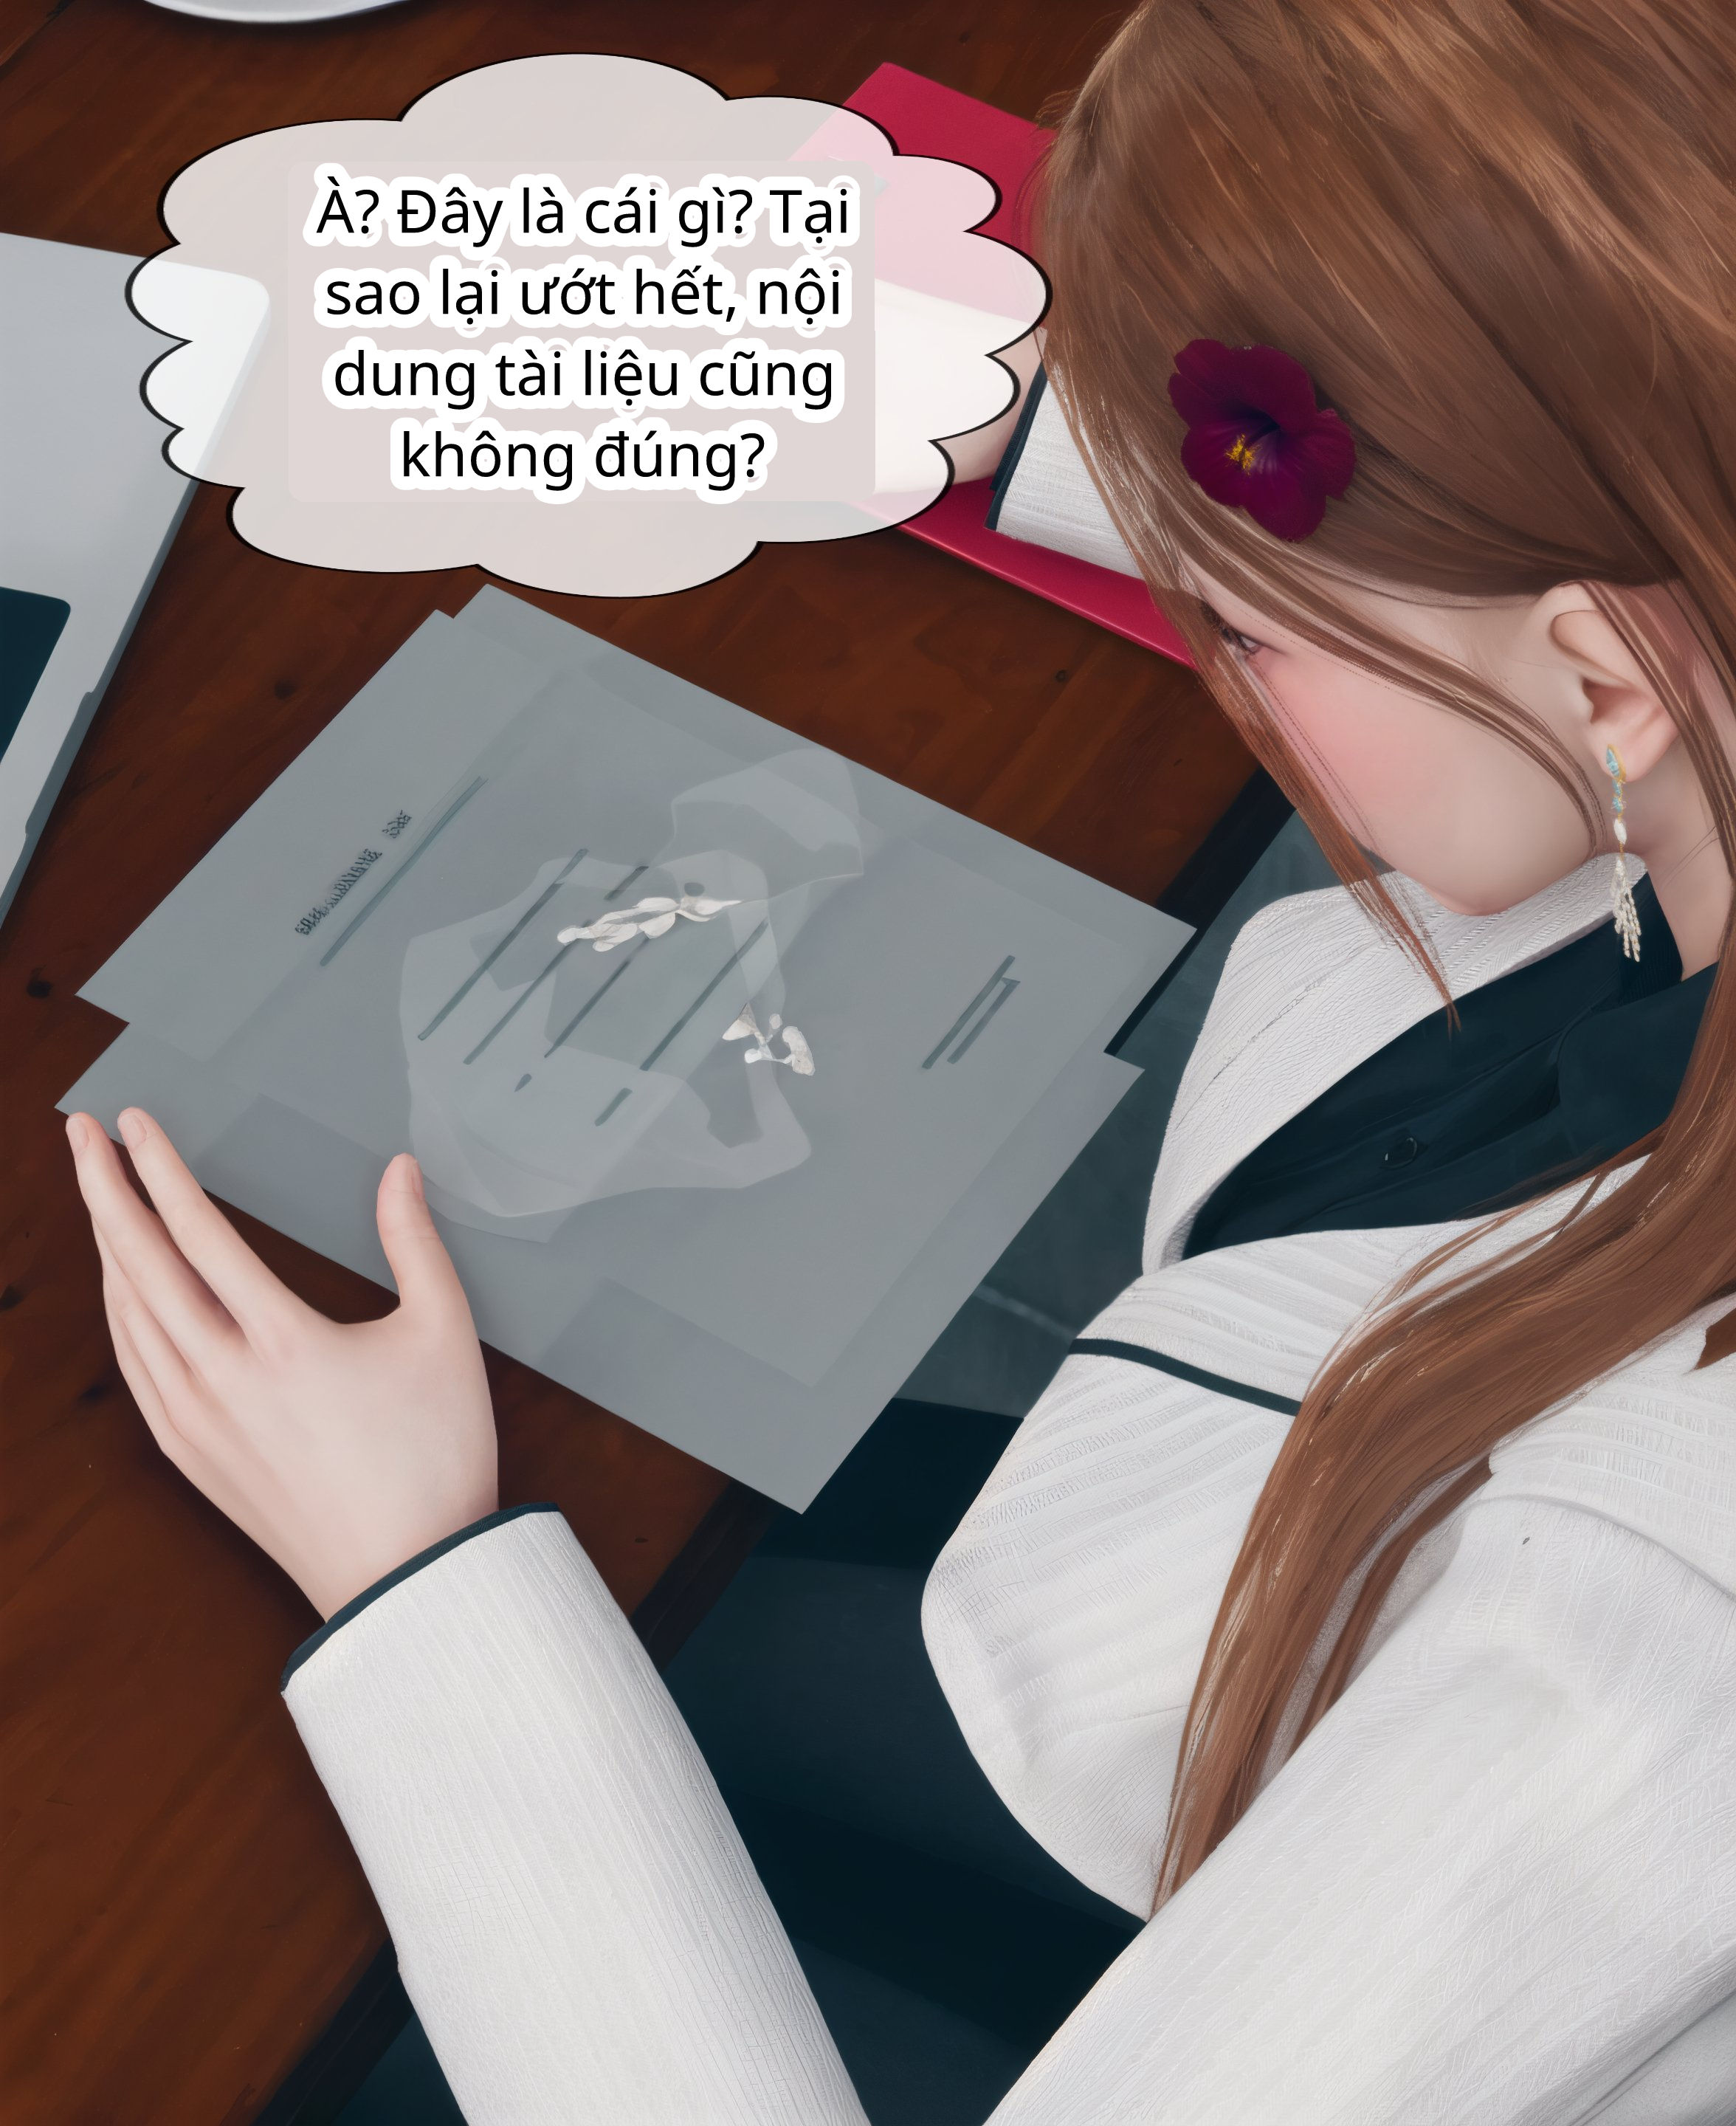 À? Đây là cái gì? Tại
sao lại ướt hết, nội
dung tài liệu cũng
không đúng?